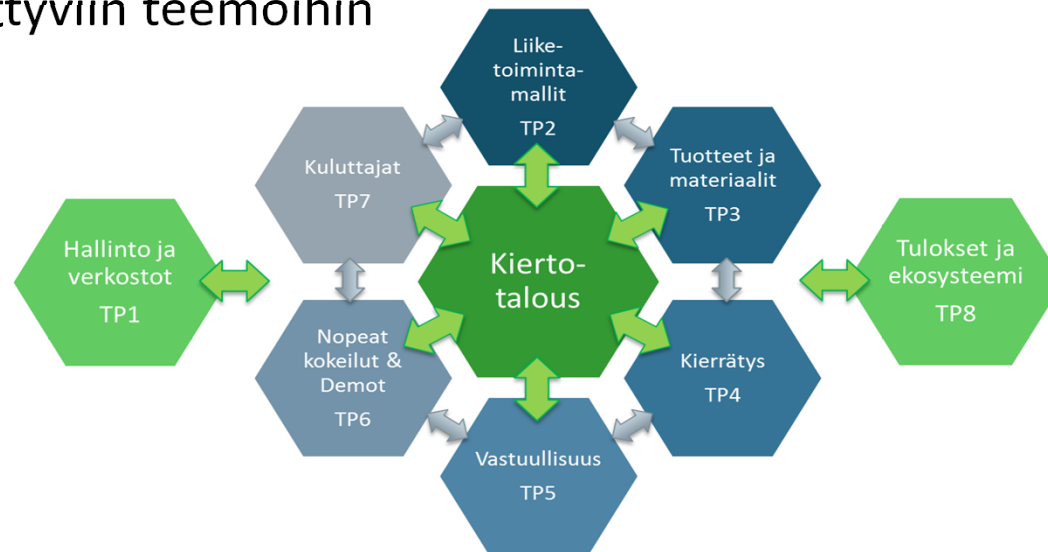 teemoihin
Liike-
toiminta-
mallit
TP2
Kuluttajat
TP7
Tuotteet ja
materiaalit
TP3
Hallinto ja
verkostot
TP1
Kierto-
talous
Tulokset ja
ekosysteemi
TP8
Nopeat
kokeilut &
Demot
TP6
Kierrätys
TP4
Vastuullisuus
TP5